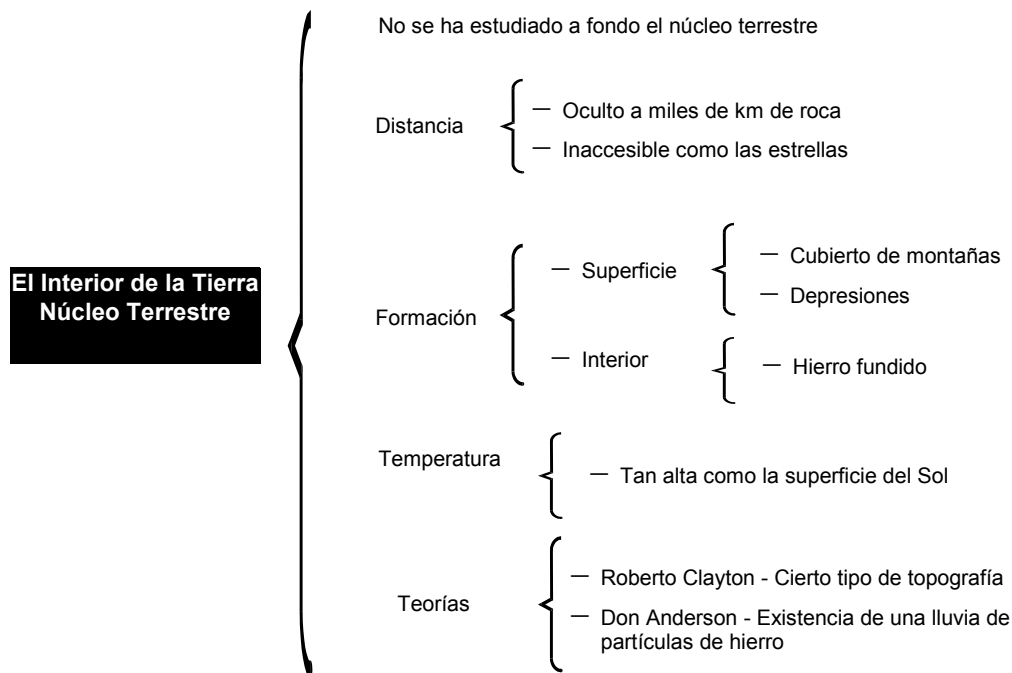 El Interior de la Tierra
Núcleo Terrestre
No se ha estudiado a fondo el núcleo terrestre
Distancia
— Oculto a miles de km de roca
— Inaccesible como las estrellas
Formación
— Superficie
— Cubierto de montañas
— Depresiones
— Interior
— Hierro fundido
Temperatura
— Tan alta como la superficie del Sol
Teorías
— Roberto Clayton - Cierto tipo de topografía
— Don Anderson - Existencia de una lluvia de
partículas de hierro